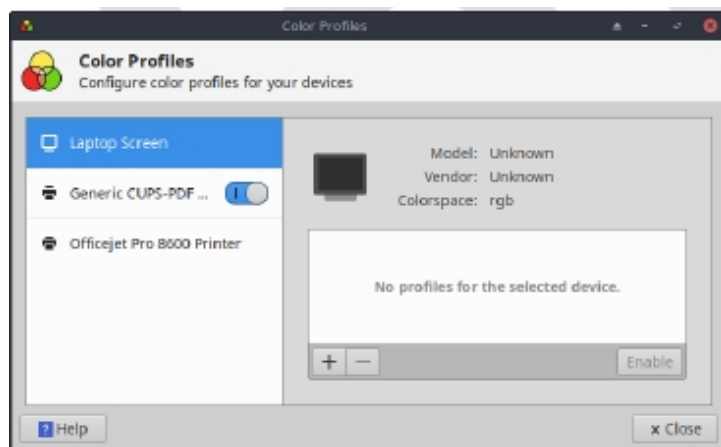 Color Profiles
Color Profiles
Configure color profiles for your devices
Laptop Screen
Generic CUPS-PDF ...
Officejet Pro 8600 Printer
Model: Unknown
Vendor: Unknown
Colorspace: rgb
No profiles for the selected device.
Enable
? Help
x Close